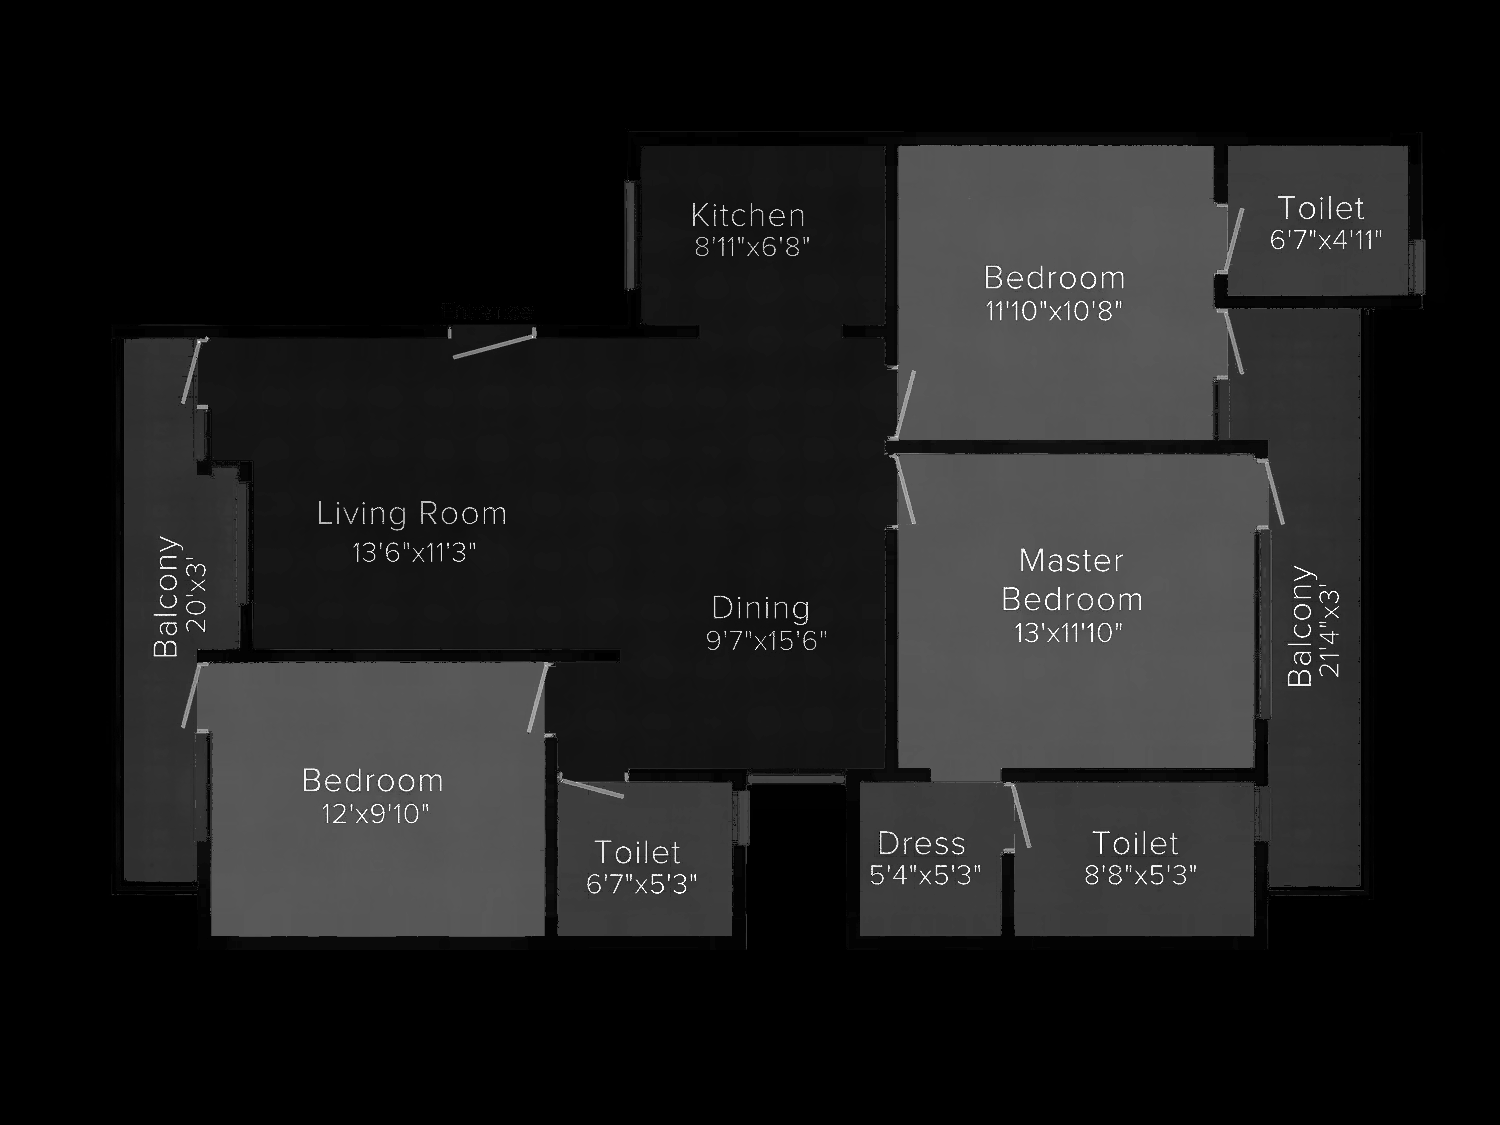 Kitchen
8'11"x6'8"
Toilet
6'7"x4'11"
Bedroom
11'10"x10'8"
Living Room
13'6"x11'3"
Master
Bedroom
13'x11'10"
Dining
9'7"x15'6"
Balcony
20'x3'
Balcony
21'4"x3'
Bedroom
12'x9'10"
Toilet
6'7"x5'3"
Dress
5'4"x5'3"
Toilet
8'8"x5'3"